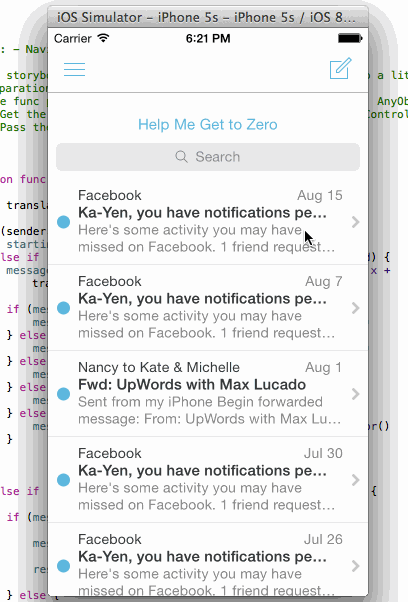 iOS Simulator – iPhone 5s – iPhone 5s / iOS 8...
Carrier 6:21 PM
Help Me Get to Zero
Search
Facebook Aug 15
Ka-Yen, you have notifications pe...
Here's some activity you may have
missed on Facebook. 1 friend request...
Facebook Aug 7
Ka-Yen, you have notifications pe...
Here's some activity you may have
missed on Facebook. 1 friend request...
Nancy to Kate & Michelle Aug 1
Fwd: UpWords with Max Lucado
Sent from my iPhone Begin forwarded
message: From: UpWords with Max Lu...
Facebook Jul 30
Ka-Yen, you have notifications pe...
Here's some activity you may have
missed on Facebook. 1 friend request...
Facebook Jul 26
Ka-Yen, you have notifications pe...
Here's some activity you may have
missed on Facebook. 1 friend request...